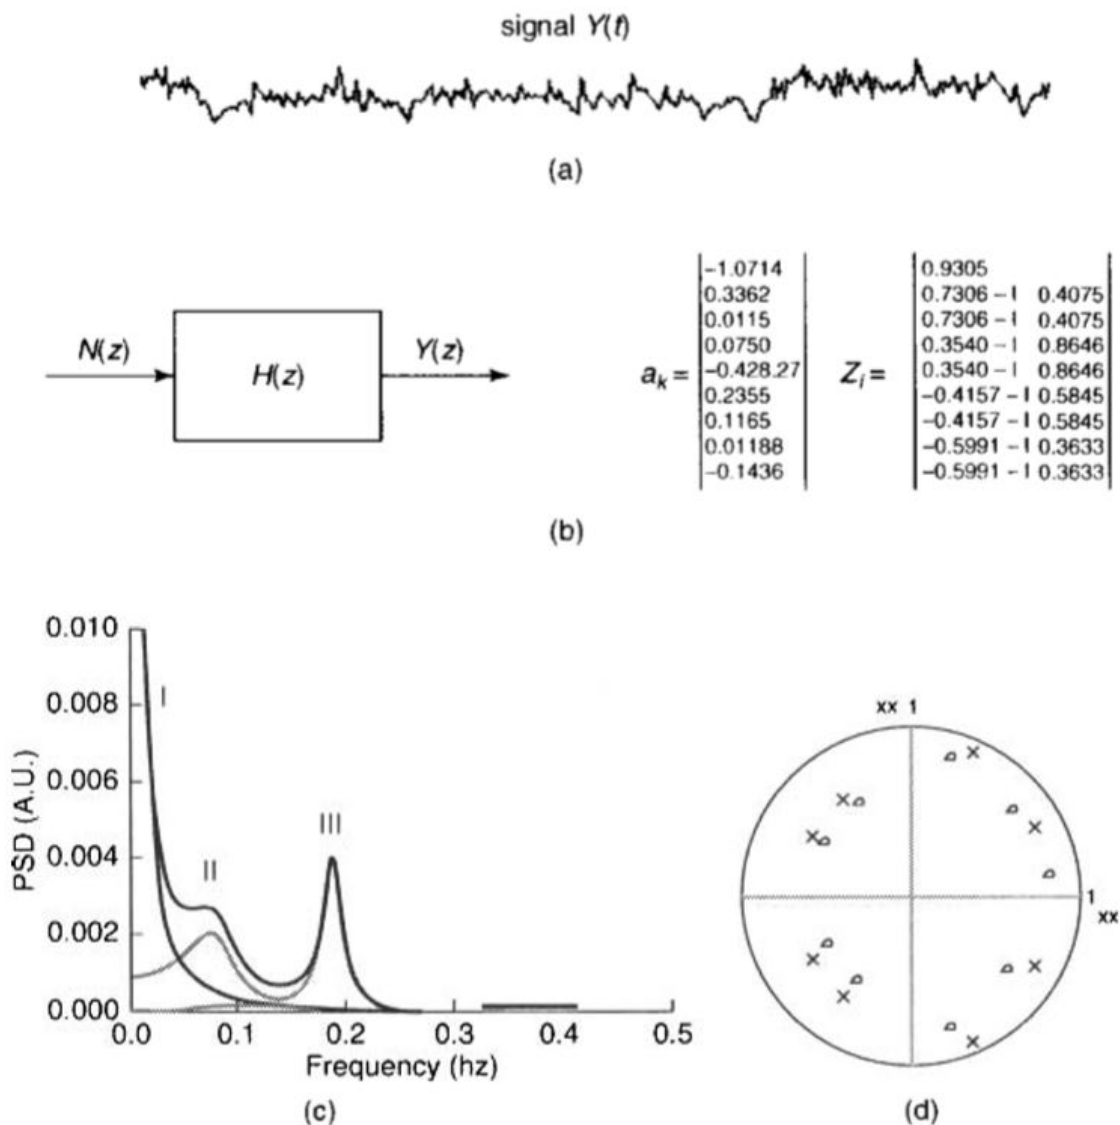 signal Y(t)
(a)
N(z)
H(z)
Y(z)
a_k =
-1.0714
0.3362
0.0115
0.0750
-0.428.27
0.2355
0.1165
0.01188
-0.1436
Z_i =
0.9305
0.7306 - I 0.4075
0.7306 - I 0.4075
0.3540 - I 0.8646
0.3540 - I 0.8646
-0.4157 - I 0.5845
-0.4157 - I 0.5845
-0.5991 - I 0.3633
-0.5991 - I 0.3633
(b)
PSD (A.U.)
0.010
0.008
0.006
0.004
0.002
0.000
I
II
III
0.0 0.1 0.2 0.3 0.4 0.5
Frequency (hz)
(c)
xx 1
1
xx
(d)